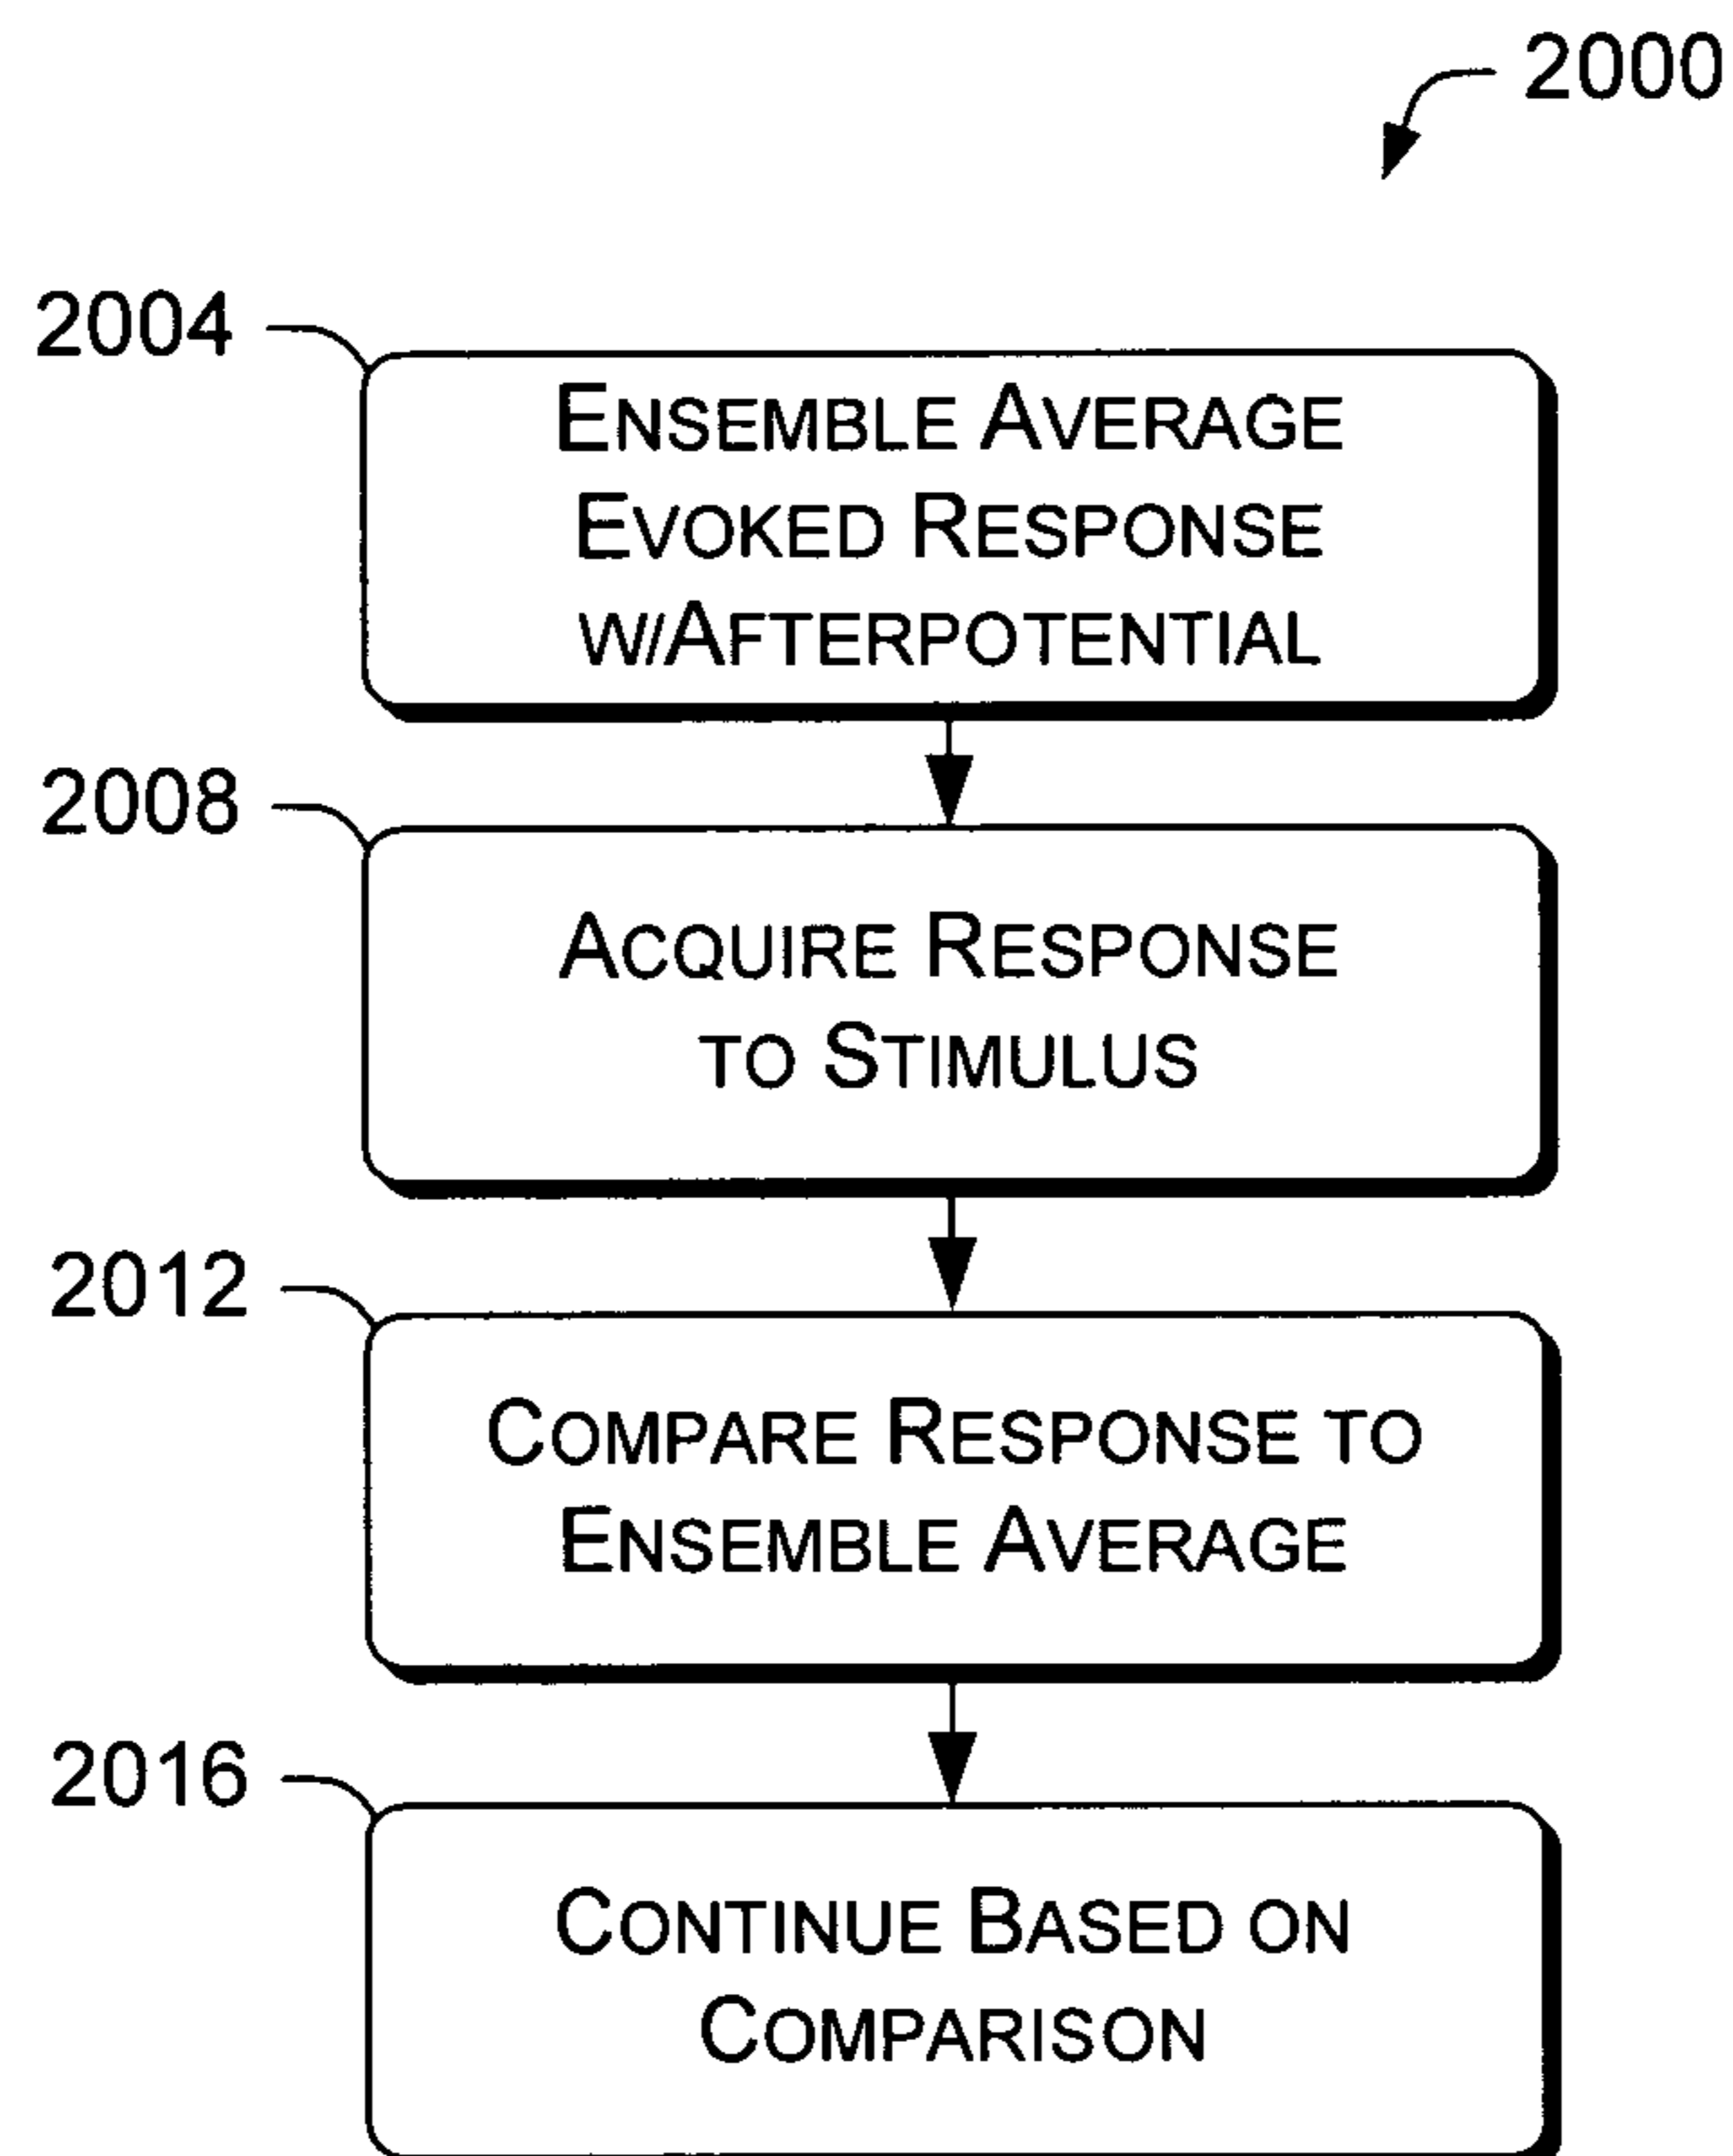 2000
2004
ENSEMBLE AVERAGE
EVOKED RESPONSE
W/AFTERPOTENTIAL
2008
ACQUIRE RESPONSE
TO STIMULUS
2012
COMPARE RESPONSE TO
ENSEMBLE AVERAGE
2016
CONTINUE BASED ON
COMPARISON